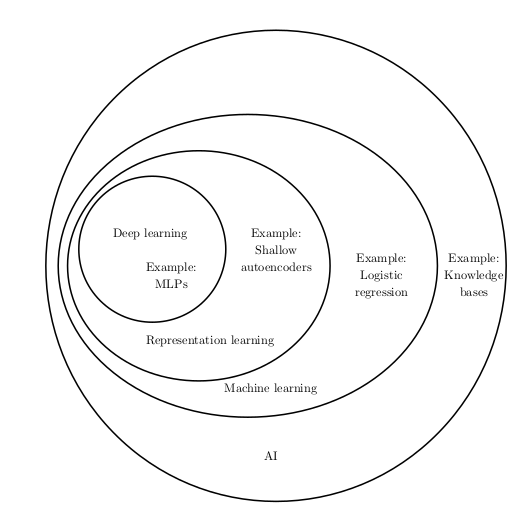 Deep learning
Example:
MLPs
Example:
Shallow
autoencoders
Example:
Logistic
regression
Example:
Knowledge
bases
Representation learning
Machine learning
AI